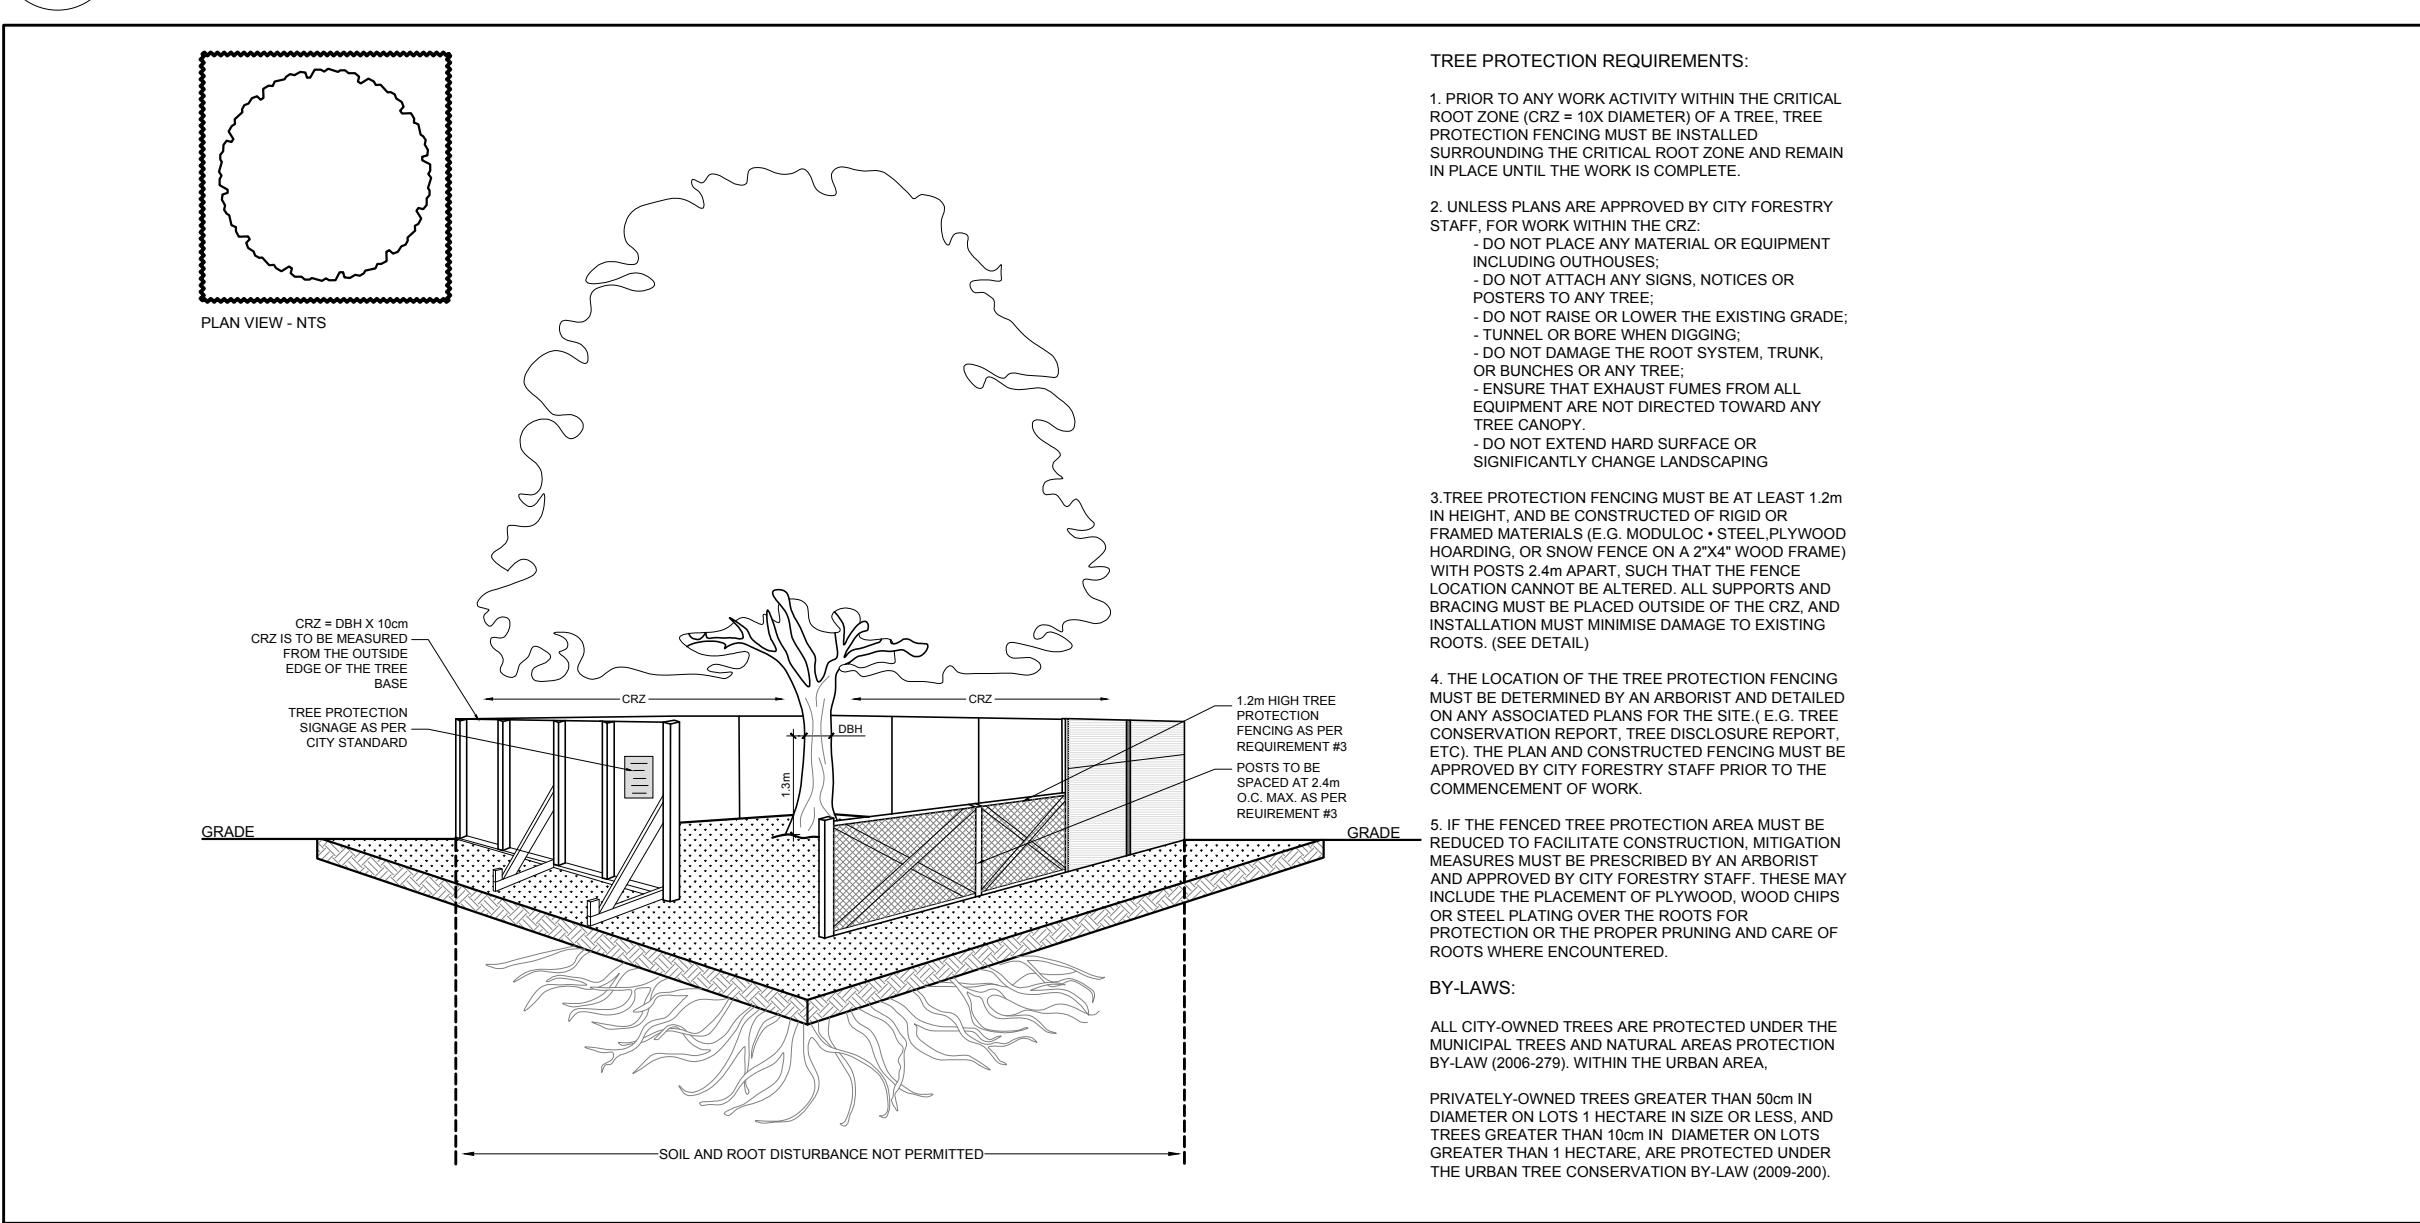 PLAN VIEW - NTS
CRZ = DBH X 10cm
CRZ IS TO BE MEASURED
FROM THE OUTSIDE
EDGE OF THE TREE
BASE
TREE PROTECTION
SIGNAGE AS PER
CITY STANDARD
CRZ
CRZ
DBH
1.3m
1.2m HIGH TREE
PROTECTION
FENCING AS PER
REQUIREMENT #3
POSTS TO BE
SPACED AT 2.4m
O.C. MAX. AS PER
REUIREMENT #3
GRADE
GRADE
SOIL AND ROOT DISTURBANCE NOT PERMITTED
TREE PROTECTION REQUIREMENTS:
1. PRIOR TO ANY WORK ACTIVITY WITHIN THE CRITICAL
ROOT ZONE (CRZ = 10X DIAMETER) OF A TREE, TREE
PROTECTION FENCING MUST BE INSTALLED
SURROUNDING THE CRITICAL ROOT ZONE AND REMAIN
IN PLACE UNTIL THE WORK IS COMPLETE.
2. UNLESS PLANS ARE APPROVED BY CITY FORESTRY
STAFF, FOR WORK WITHIN THE CRZ:
- DO NOT PLACE ANY MATERIAL OR EQUIPMENT
INCLUDING OUTHOUSES;
- DO NOT ATTACH ANY SIGNS, NOTICES OR
POSTERS TO ANY TREE;
- DO NOT RAISE OR LOWER THE EXISTING GRADE;
- TUNNEL OR BORE WHEN DIGGING;
- DO NOT DAMAGE THE ROOT SYSTEM, TRUNK,
OR BUNCHES OR ANY TREE;
- ENSURE THAT EXHAUST FUMES FROM ALL
EQUIPMENT ARE NOT DIRECTED TOWARD ANY
TREE CANOPY.
- DO NOT EXTEND HARD SURFACE OR
SIGNIFICANTLY CHANGE LANDSCAPING
3.TREE PROTECTION FENCING MUST BE AT LEAST 1.2m
IN HEIGHT, AND BE CONSTRUCTED OF RIGID OR
FRAMED MATERIALS (E.G. MODULOC • STEEL,PLYWOOD
HOARDING, OR SNOW FENCE ON A 2"X4" WOOD FRAME)
WITH POSTS 2.4m APART, SUCH THAT THE FENCE
LOCATION CANNOT BE ALTERED. ALL SUPPORTS AND
BRACING MUST BE PLACED OUTSIDE OF THE CRZ, AND
INSTALLATION MUST MINIMISE DAMAGE TO EXISTING
ROOTS. (SEE DETAIL)
4. THE LOCATION OF THE TREE PROTECTION FENCING
MUST BE DETERMINED BY AN ARBORIST AND DETAILED
ON ANY ASSOCIATED PLANS FOR THE SITE.( E.G. TREE
CONSERVATION REPORT, TREE DISCLOSURE REPORT,
ETC). THE PLAN AND CONSTRUCTED FENCING MUST BE
APPROVED BY CITY FORESTRY STAFF PRIOR TO THE
COMMENCEMENT OF WORK.
5. IF THE FENCED TREE PROTECTION AREA MUST BE
REDUCED TO FACILITATE CONSTRUCTION, MITIGATION
MEASURES MUST BE PRESCRIBED BY AN ARBORIST
AND APPROVED BY CITY FORESTRY STAFF. THESE MAY
INCLUDE THE PLACEMENT OF PLYWOOD, WOOD CHIPS
OR STEEL PLATING OVER THE ROOTS FOR
PROTECTION OR THE PROPER PRUNING AND CARE OF
ROOTS WHERE ENCOUNTERED.
BY-LAWS:
ALL CITY-OWNED TREES ARE PROTECTED UNDER THE
MUNICIPAL TREES AND NATURAL AREAS PROTECTION
BY-LAW (2006-279). WITHIN THE URBAN AREA,
PRIVATELY-OWNED TREES GREATER THAN 50cm IN
DIAMETER ON LOTS 1 HECTARE IN SIZE OR LESS, AND
TREES GREATER THAN 10cm IN DIAMETER ON LOTS
GREATER THAN 1 HECTARE, ARE PROTECTED UNDER
THE URBAN TREE CONSERVATION BY-LAW (2009-200).